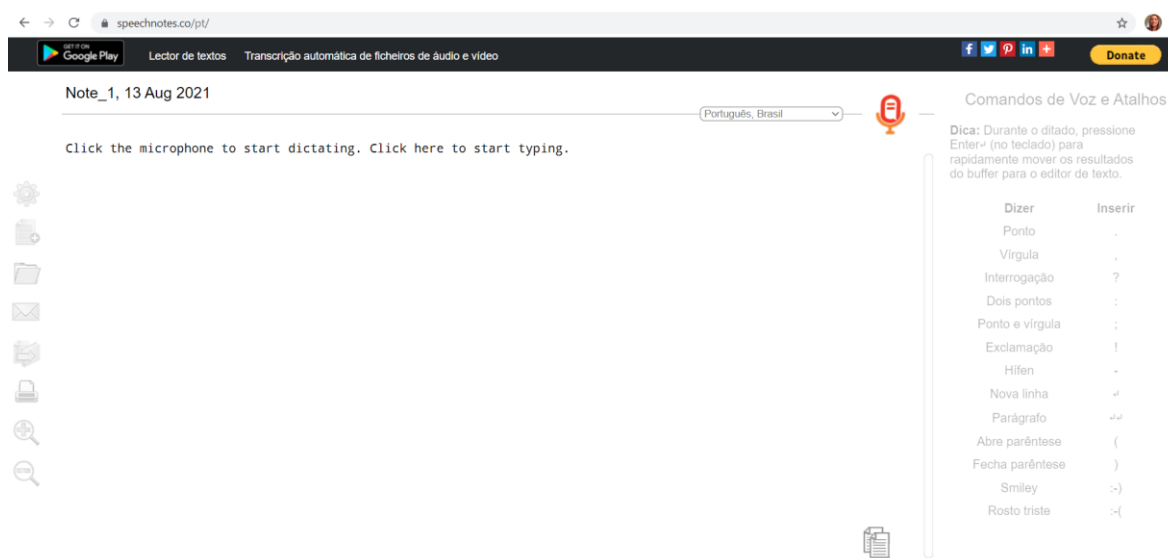 speechnotes.co/pt/
GET IT ON
Google Play
Lector de textos
Transcrição automática de ficheiros de áudio e vídeo
Donate
Note_1, 13 Aug 2021
Português, Brasil
Click the microphone to start dictating. Click here to start typing.
Comandos de Voz e Atalhos
Dica: Durante o ditado, pressione
Enter↵ (no teclado) para
rapidamente mover os resultados
do buffer para o editor de texto.
Dizer Inserir
Ponto .
Vírgula ,
Interrogação ?
Dois pontos :
Ponto e vírgula ;
Exclamação !
Hífen -
Nova linha ↵
Parágrafo ↵↵
Abre parêntese (
Fecha parêntese )
Smiley :-)
Rosto triste :-(